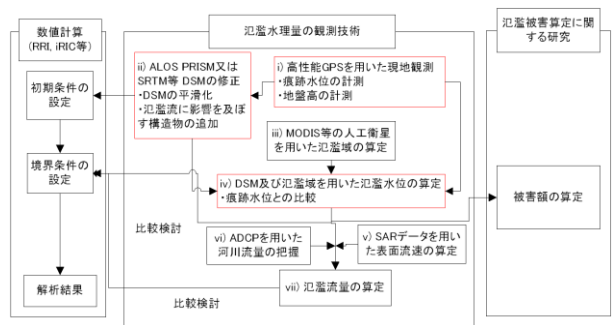 数値計算
(RRI, iRIC等)
初期条件の
設定
境界条件の
設定
解析結果
氾濫水理量の観測技術
ii) ALOS PRISM又は
SRTM等 DSMの修正
・DSMの平滑化
・氾濫流に影響を及ぼ
す構造物の追加
i) 高性能GPSを用いた現地観測
・痕跡水位の計測
・地盤高の計測
iii) MODIS等の人工衛星
を用いた氾濫域の算定
iv) DSM及び氾濫域を用いた氾濫水位の算定
・痕跡水位との比較
比較検討
vi) ADCPを用いた
河川流量の把握
v) SARデータを用い
た表面流速の算定
vii) 氾濫流量の算定
比較検討
氾濫被害算定に関
する研究
被害額の算定